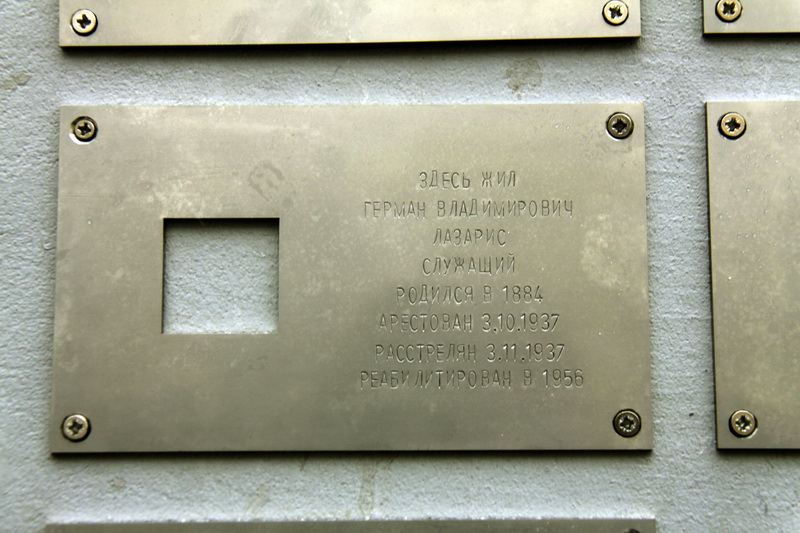 ЗДЕСЬ ЖИЛ
ГЕРМАН ВЛАДИМИРОВИЧ
ЛАЗАРИС
СЛУЖАЩИЙ
РОДИЛСЯ В 1884
АРЕСТОВАН 3.10.1937
РАССТРЕЛЯН 3.11.1937
РЕАБИЛИТИРОВАН В 1956